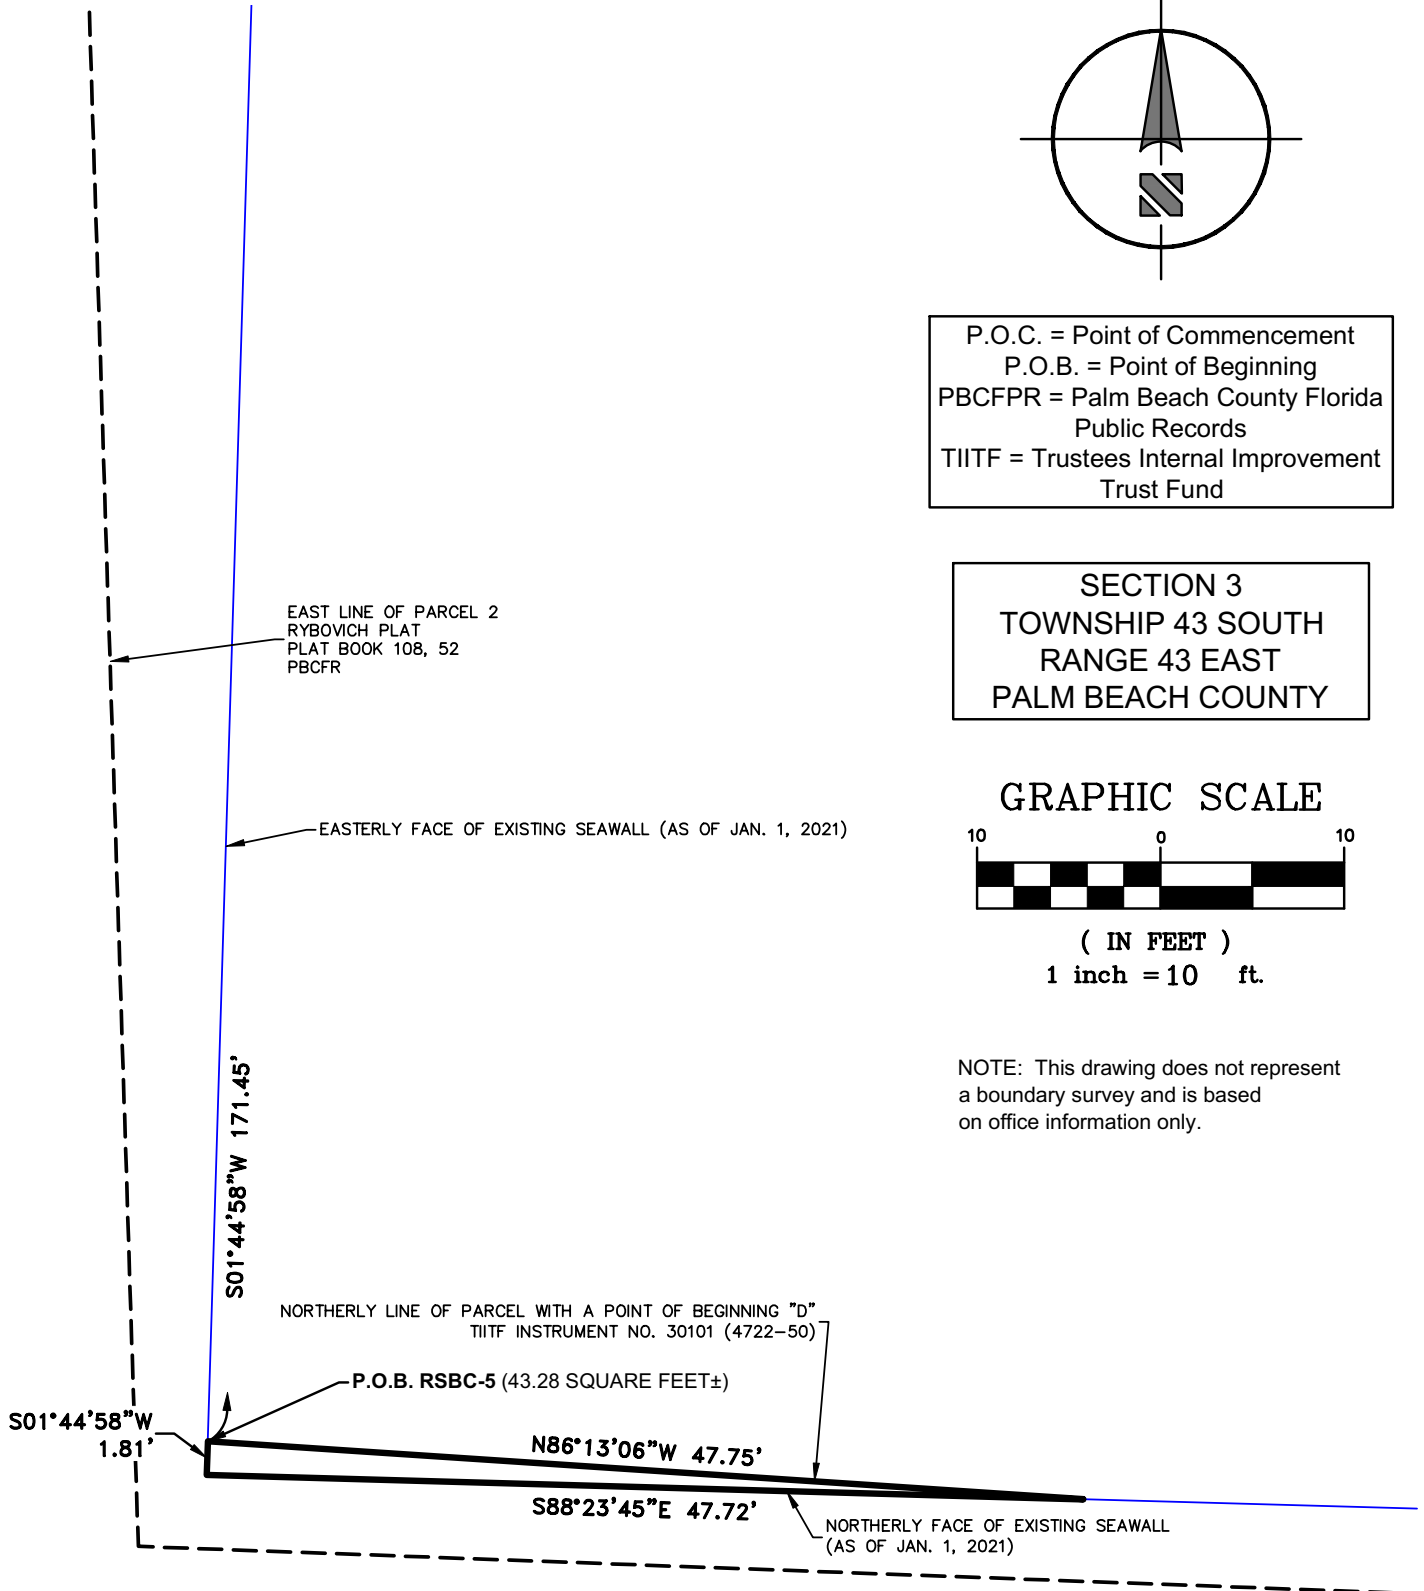 N
P.O.C. = Point of Commencement
P.O.B. = Point of Beginning
PBCFPR = Palm Beach County Florida
Public Records
TIITF = Trustees Internal Improvement
Trust Fund
SECTION 3
TOWNSHIP 43 SOUTH
RANGE 43 EAST
PALM BEACH COUNTY
EAST LINE OF PARCEL 2
RYBOVICH PLAT
PLAT BOOK 108, 52
PBCFR
GRAPHIC SCALE
10 0 10
( IN FEET )
1 inch = 10 ft.
EASTERLY FACE OF EXISTING SEAWALL (AS OF JAN. 1, 2021)
NOTE: This drawing does not represent
a boundary survey and is based
on office information only.
S01°44'58"W 171.45'
NORTHERLY LINE OF PARCEL WITH A POINT OF BEGINNING "D"
TIITF INSTRUMENT NO. 30101 (4722-50)
P.O.B. RSBC-5 (43.28 SQUARE FEET±)
S01°44'58"W
1.81'
N86°13'06"W 47.75'
S88°23'45"E 47.72'
NORTHERLY FACE OF EXISTING SEAWALL
(AS OF JAN. 1, 2021)